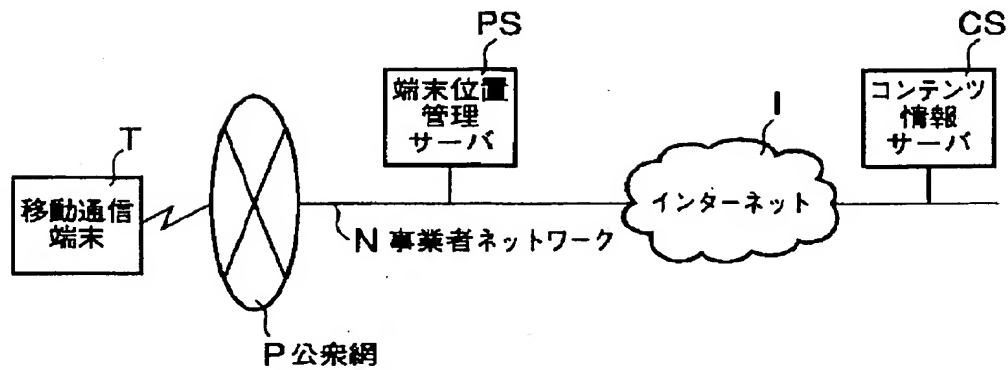 PS
CS
端末位置
管理
サーバ
コンテンツ
情報
サーバ
I
T
移動通信
端末
インターネット
N 事業者ネットワーク
P 公衆網